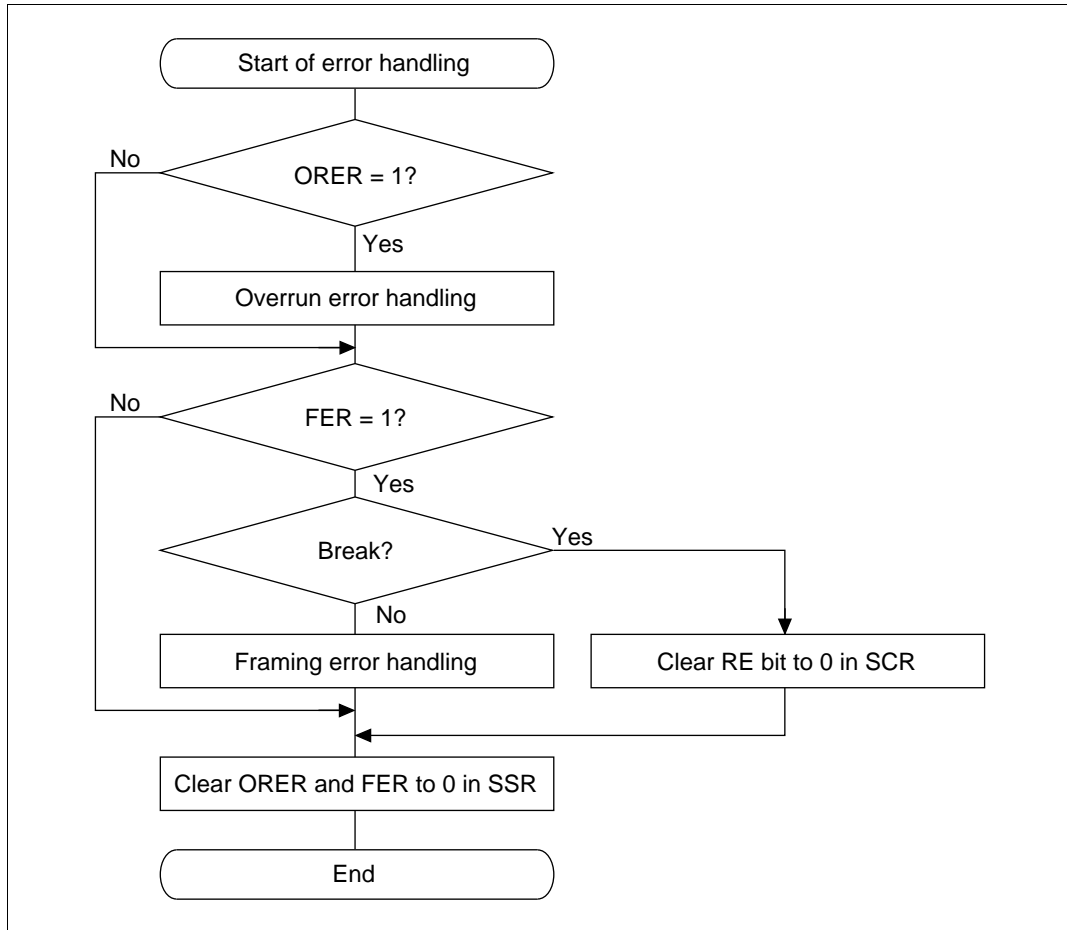 Start of error handling
No
ORER = 1?
Yes
Overrun error handling
No
FER = 1?
Yes
Break?
Yes
No
Framing error handling
Clear RE bit to 0 in SCR
Clear ORER and FER to 0 in SSR
End